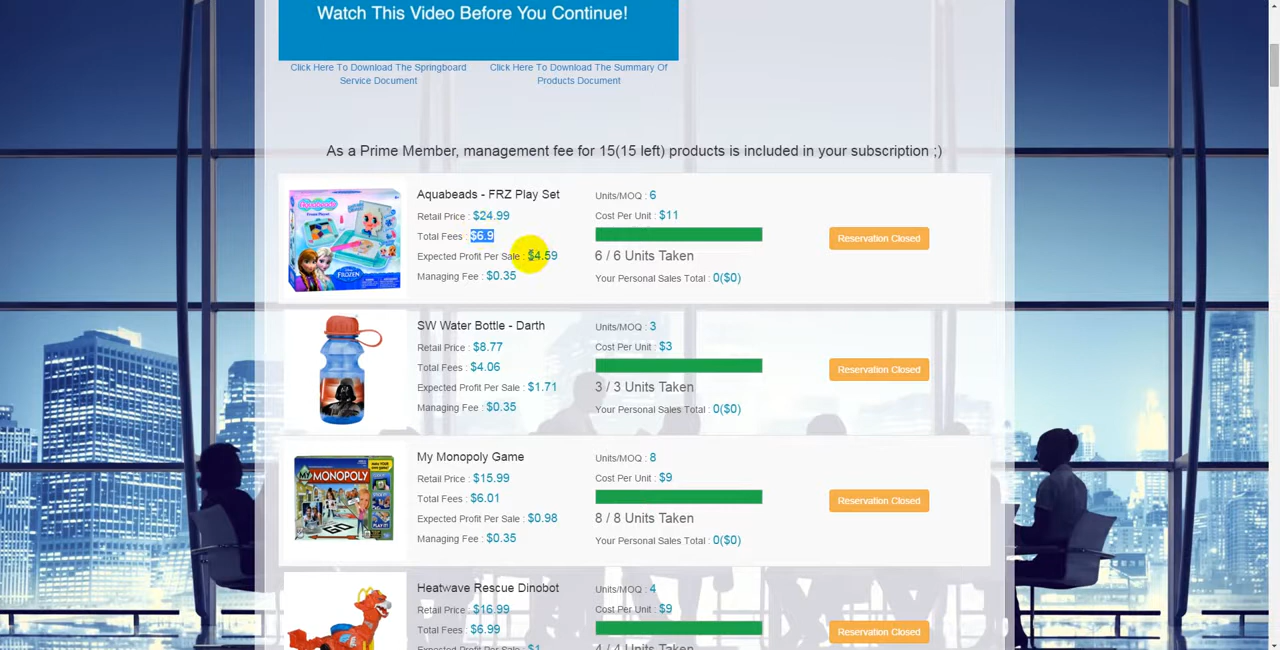 Watch This Video Before You Continue!
Click Here To Download The Springboard
Service Document
Click Here To Download The Summary Of
Products Document
As a Prime Member, management fee for 15(15 left) products is included in your subscription ;)
Aquabeads - FRZ Play Set
Retail Price : $24.99
Total Fees : $6.9
Expected Profit Per Sale : $4.59
Managing Fee : $0.35
Units/MOQ : 6
Cost Per Unit : $11
6 / 6 Units Taken
Your Personal Sales Total : 0($0)
Reservation Closed
SW Water Bottle - Darth
Retail Price : $8.77
Total Fees : $4.06
Expected Profit Per Sale : $1.71
Managing Fee : $0.35
Units/MOQ : 3
Cost Per Unit : $3
3 / 3 Units Taken
Your Personal Sales Total : 0($0)
Reservation Closed
MONOPOLY
My Monopoly Game
Retail Price : $15.99
Total Fees : $6.01
Expected Profit Per Sale : $0.98
Managing Fee : $0.35
Units/MOQ : 8
Cost Per Unit : $9
8 / 8 Units Taken
Your Personal Sales Total : 0($0)
Reservation Closed
Heatwave Rescue Dinobot
Retail Price : $16.99
Total Fees : $6.99
Units/MOQ : 4
Cost Per Unit : $9
Reservation Closed